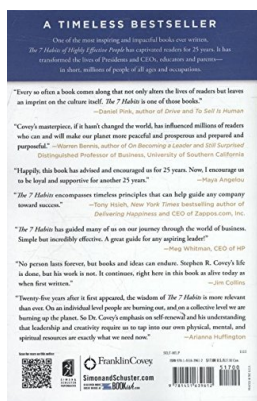 A TIMELESS BESTSELLER
One of the most inspiring and impactful books ever written,
The 7 Habits of Highly Effective People has captivated readers for 25 years. It has
transformed the lives of Presidents and CEOs, educators and parents—
in short, millions of people of all ages and occupations.
"Every so often a book comes along that not only alters the lives of readers but leaves
an imprint on the culture itself. The 7 Habits is one of those books."
—Daniel Pink, author of Drive and To Sell Is Human
"Covey's masterpiece, if it hasn't changed the world, has influenced millions of readers
who can and will make our planet more peaceful and prosperous and prepared and
purposeful." —Warren Bennis, author of On Becoming a Leader and Still Surprised
Distinguished Professor of Business, University of Southern California
"Happily, this book has advised and encouraged us for 25 years. Now, I encourage us
to be loyal and supportive for another 25 years." —Maya Angelou
"The 7 Habits encompasses timeless principles that can help guide any company
toward success." —Tony Hsieh, New York Times bestselling author of
Delivering Happiness and CEO of Zappos.com, Inc.
"The 7 Habits has guided many of us on our journey through the world of business.
Simple but incredibly effective. A great guide for any aspiring leader!"
—Meg Whitman, CEO of HP
"No person lasts forever, but books and ideas can endure. Stephen R. Covey's life
is done, but his work is not. It continues, right here in this book as alive today as
when first written." —Jim Collins
"Twenty-five years after it first appeared, the wisdom of The 7 Habits is more relevant
than ever. On an individual level people are burning out, and on a collective level we are
burning up the planet. So Dr. Covey's emphasis on self-renewal and his understanding
that leadership and creativity require us to tap into our own physical, mental, and
spiritual resources are exactly what we need now." —Arianna Huffington
SELF-HELP
FranklinCovey
SimonandSchuster.com
51700